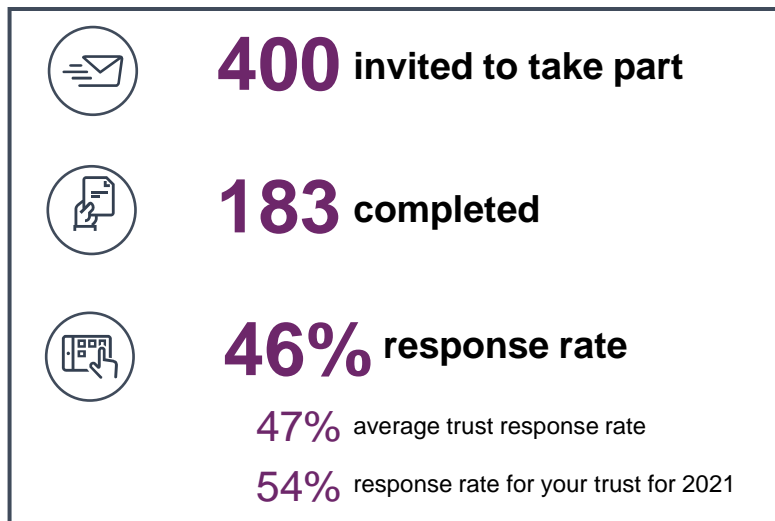 400 invited to take part
183 completed
46% response rate
47% average trust response rate
54% response rate for your trust for 2021